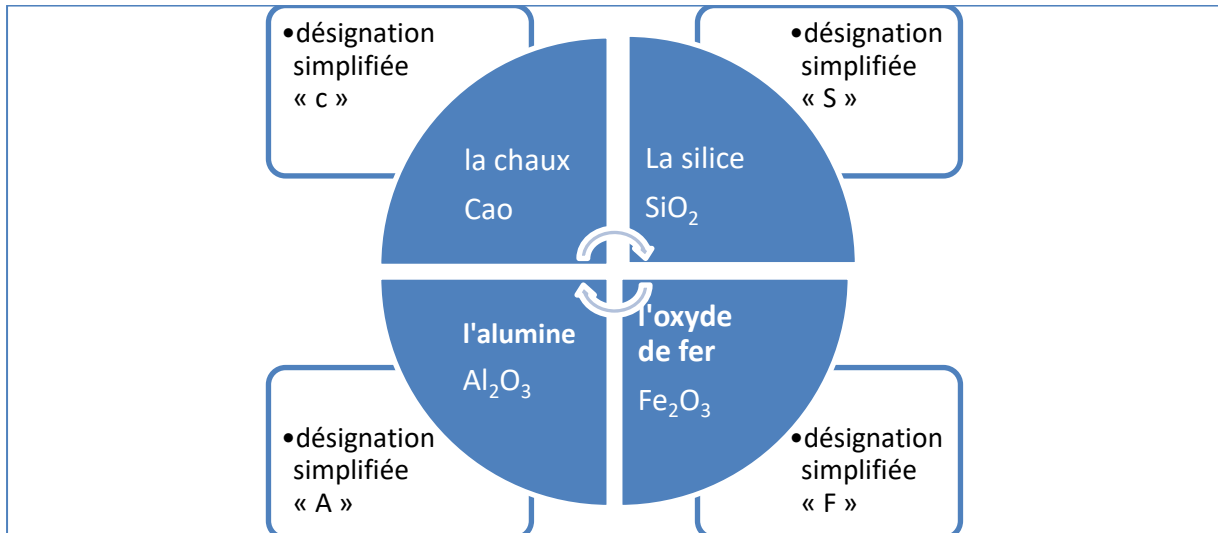 •désignation
simplifiée
« c »
la chaux
Cao
•désignation
simplifiée
« S »
La silice
SiO₂
l'alumine
Al₂O₃
•désignation
simplifiée
« A »
l'oxyde
de fer
Fe₂O₃
•désignation
simplifiée
« F »